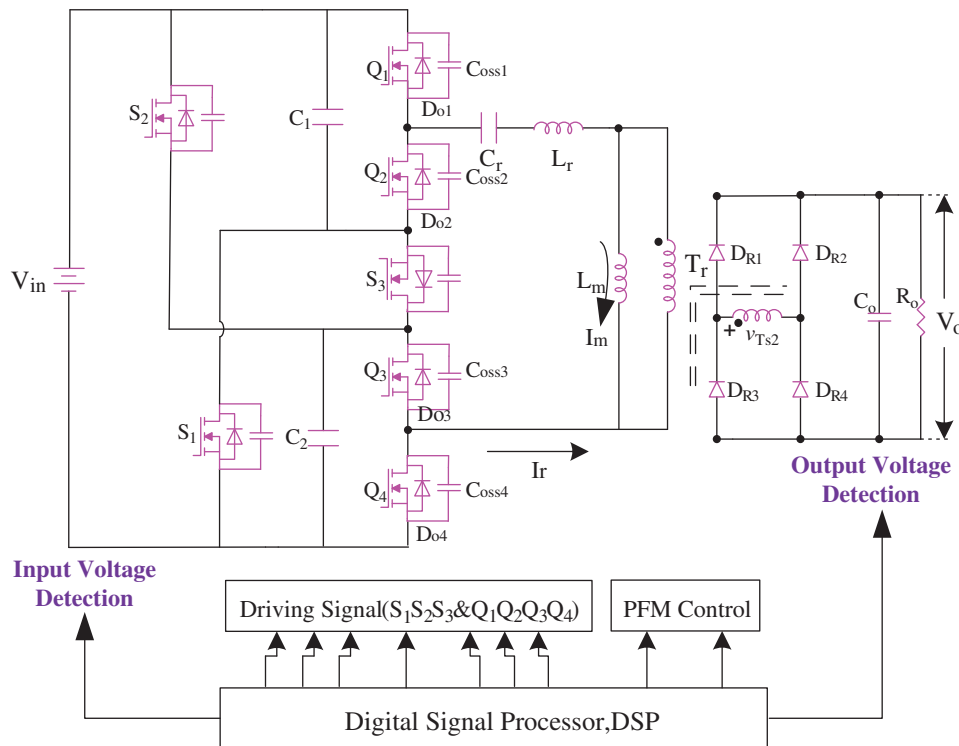 Q1
Coss1
Do1
S2
C1
Cr
Lr
Q2
Coss2
Do2
Vin
S3
Lm
Im
Tr
DR1
DR2
Co
Ro
Vo
+
vTs2
Q3
Coss3
Do3
DR3
DR4
S1
C2
Q4
Coss4
Do4
Ir
Output Voltage
Detection
Input Voltage
Detection
Driving Signal(S1S2S3&Q1Q2Q3Q4)
PFM Control
Digital Signal Processor,DSP